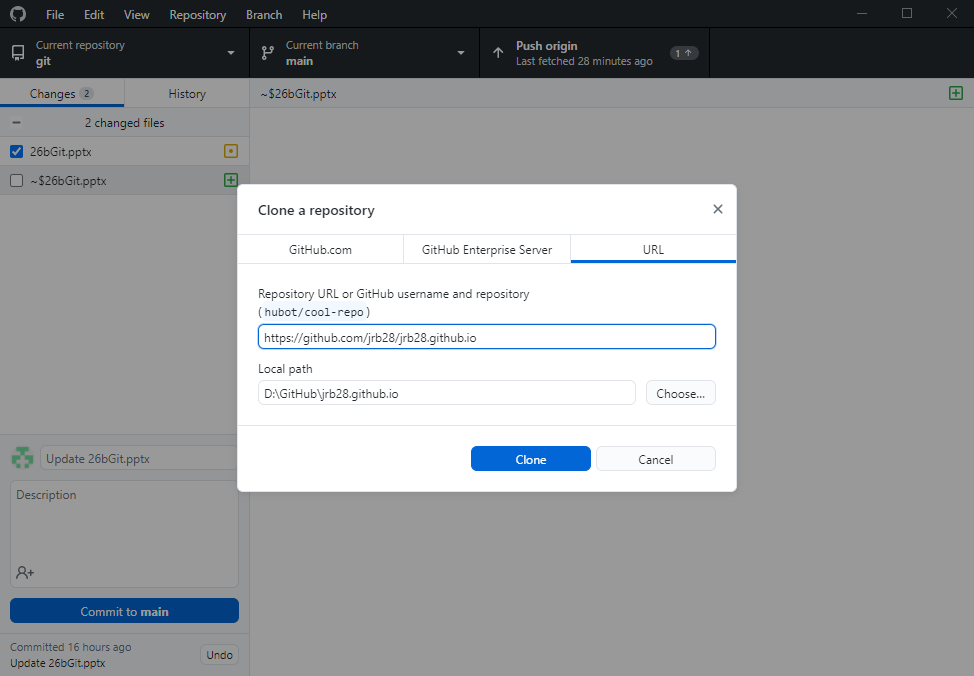 File Edit View Repository Branch Help
Current repository
git
Current branch
main
Push origin
Last fetched 28 minutes ago
1
Changes 2
History
~$26bGit.pptx
2 changed files
26bGit.pptx
~$26bGit.pptx
Clone a repository
GitHub.com
GitHub Enterprise Server
URL
Repository URL or GitHub username and repository
(hubot/cool-repo)
https://github.com/jrb28/jrb28.github.io
Local path
D:\GitHub\jrb28.github.io
Choose...
Clone
Cancel
Update 26bGit.pptx
Description
Commit to main
Committed 16 hours ago
Update 26bGit.pptx
Undo